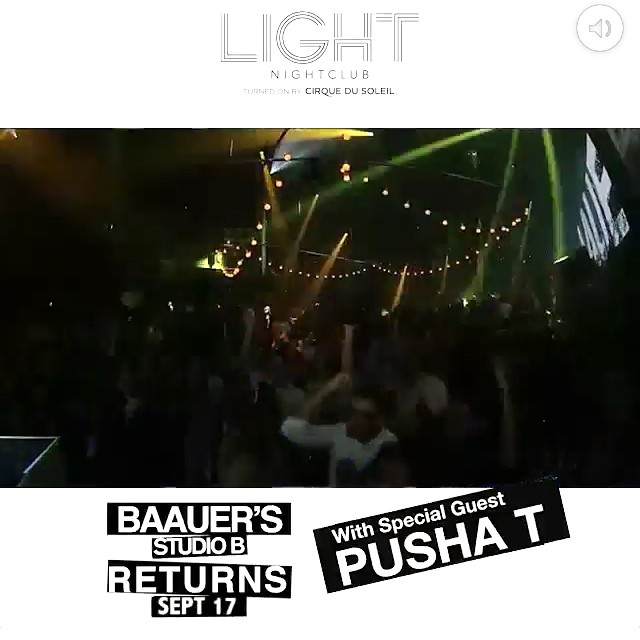 LIGHT
NIGHTCLUB
TURNED ON BY CIRQUE DU SOLEIL
BAAUER'S
STUDIO B
RETURNS
SEPT 17
With Special Guest
PUSHA T